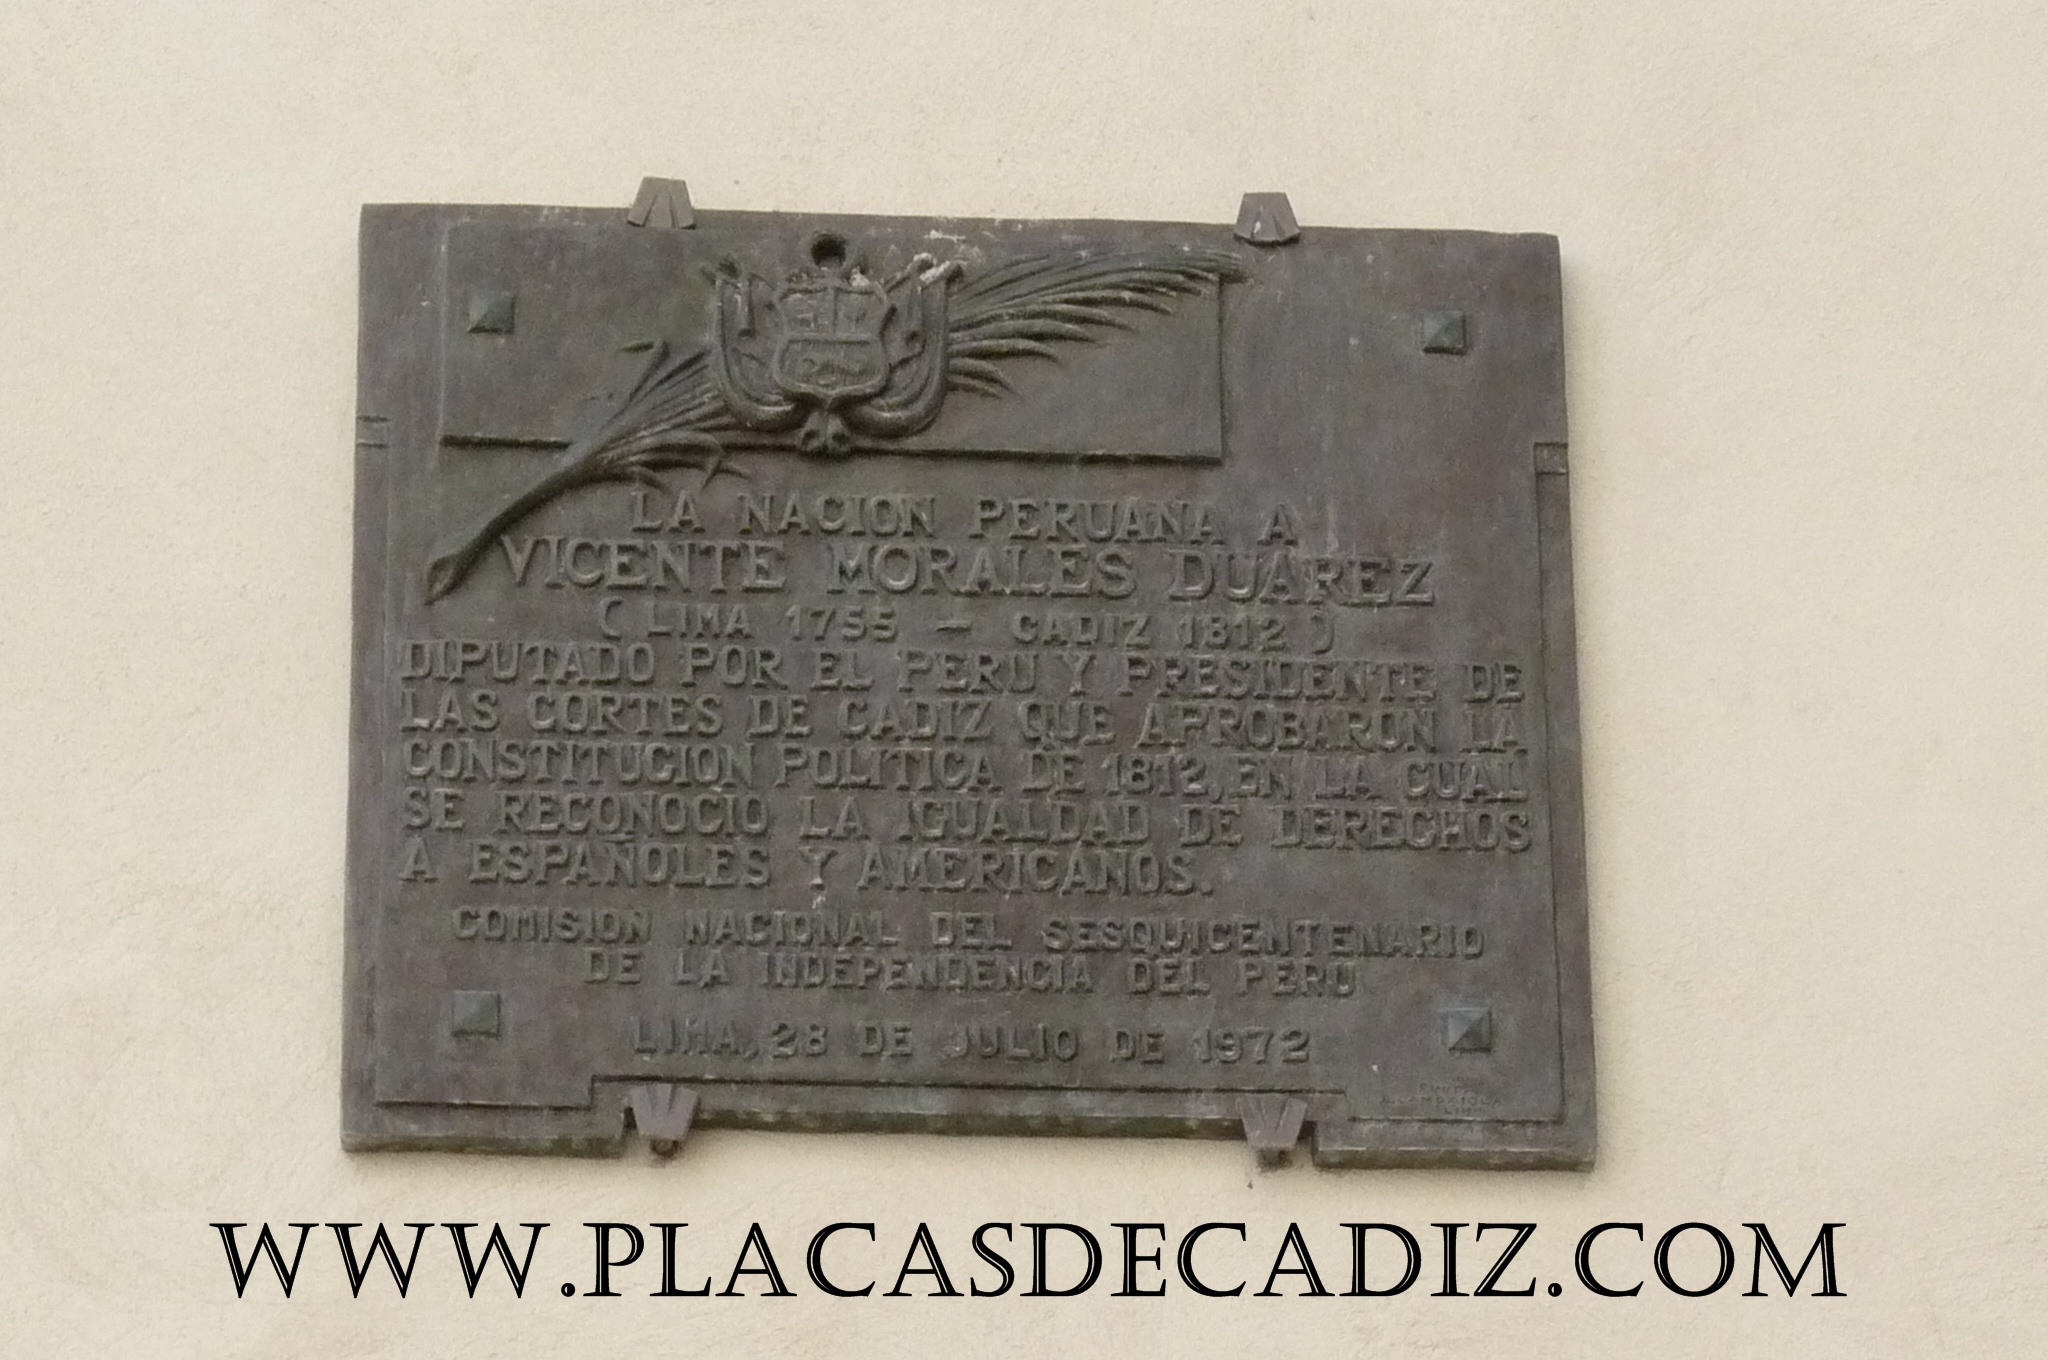 LA NACION PERUANA A
VICENTE MORALES DUAREZ
( LIMA 1755 - CADIZ 1812 )
DIPUTADO POR EL PERU Y PRESIDENTE DE
LAS CORTES DE CADIZ QUE APROBARON LA
CONSTITUCION POLITICA DE 1812, EN LA CUAL
SE RECONOCIO LA IGUALDAD DE DERECHOS
A ESPAÑOLES Y AMERICANOS.
COMISION NACIONAL DEL SESQUICENTENARIO
DE LA INDEPENDENCIA DEL PERU
LIMA, 28 DE JULIO DE 1972
WWW.PLACASDECADIZ.COM